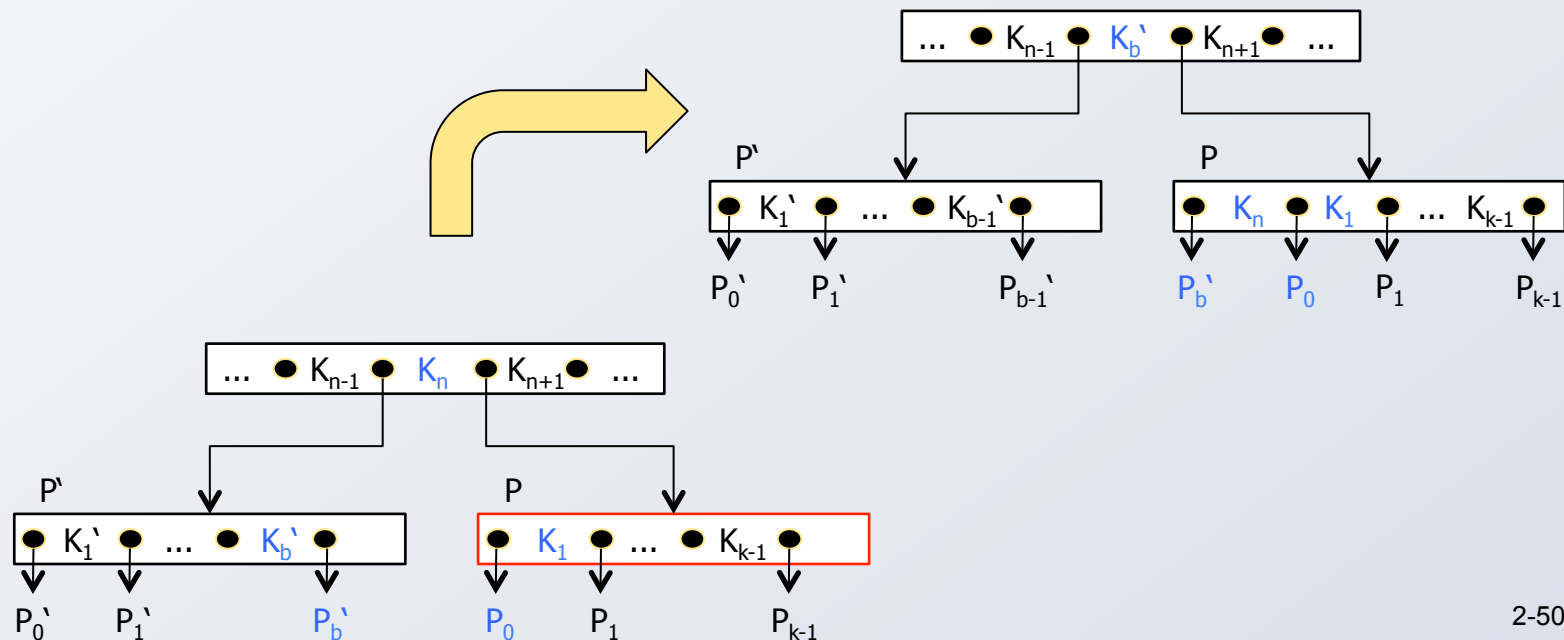 ... K_{n-1} K_b` K_{n+1} ...
P` P
K_1` ... K_{b-1}` K_n K_1 ... K_{k-1}
P_0` P_1` P_{b-1}` P_b` P_0 P_1 P_{k-1}
... K_{n-1} K_n K_{n+1} ...
P` P
K_1` ... K_b` K_1 ... K_{k-1}
P_0` P_1` P_b` P_0 P_1 P_{k-1}
2-50